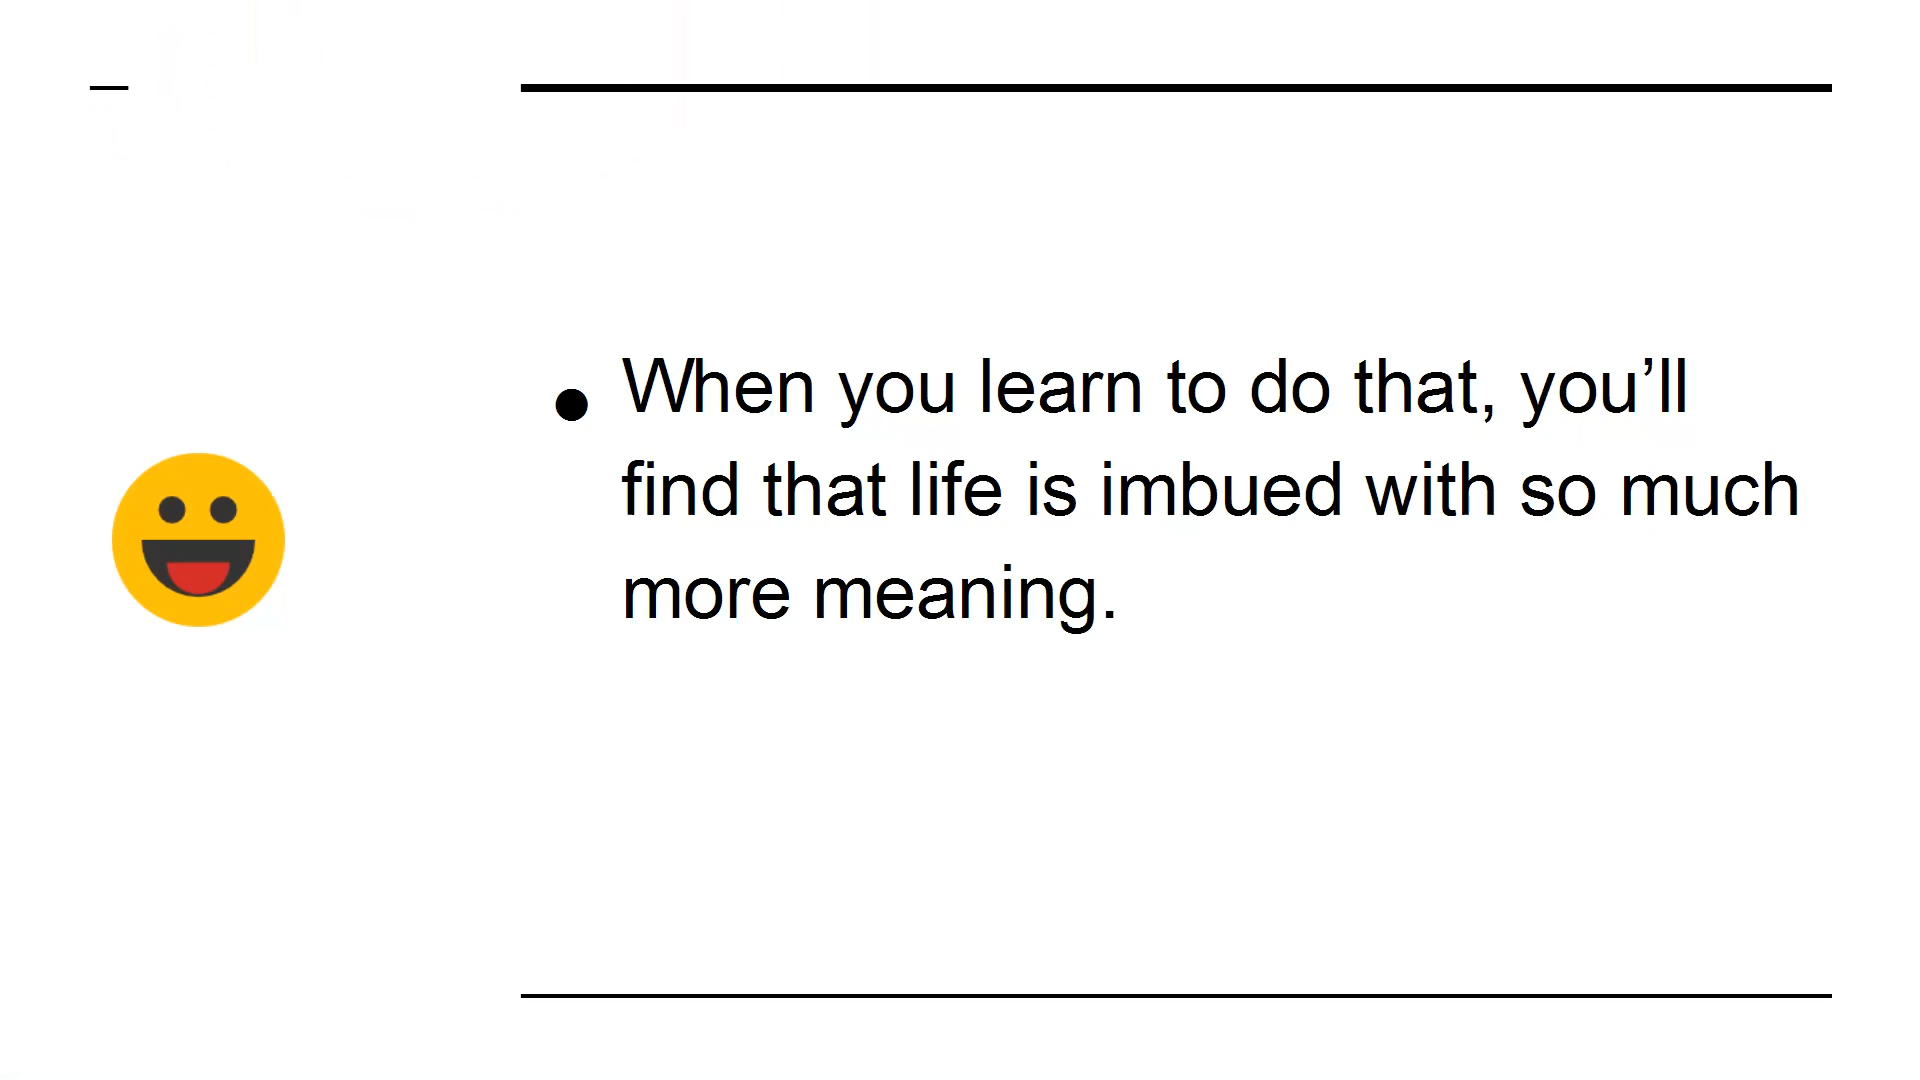 When you learn to do that, you’ll
find that life is imbued with so much
more meaning.